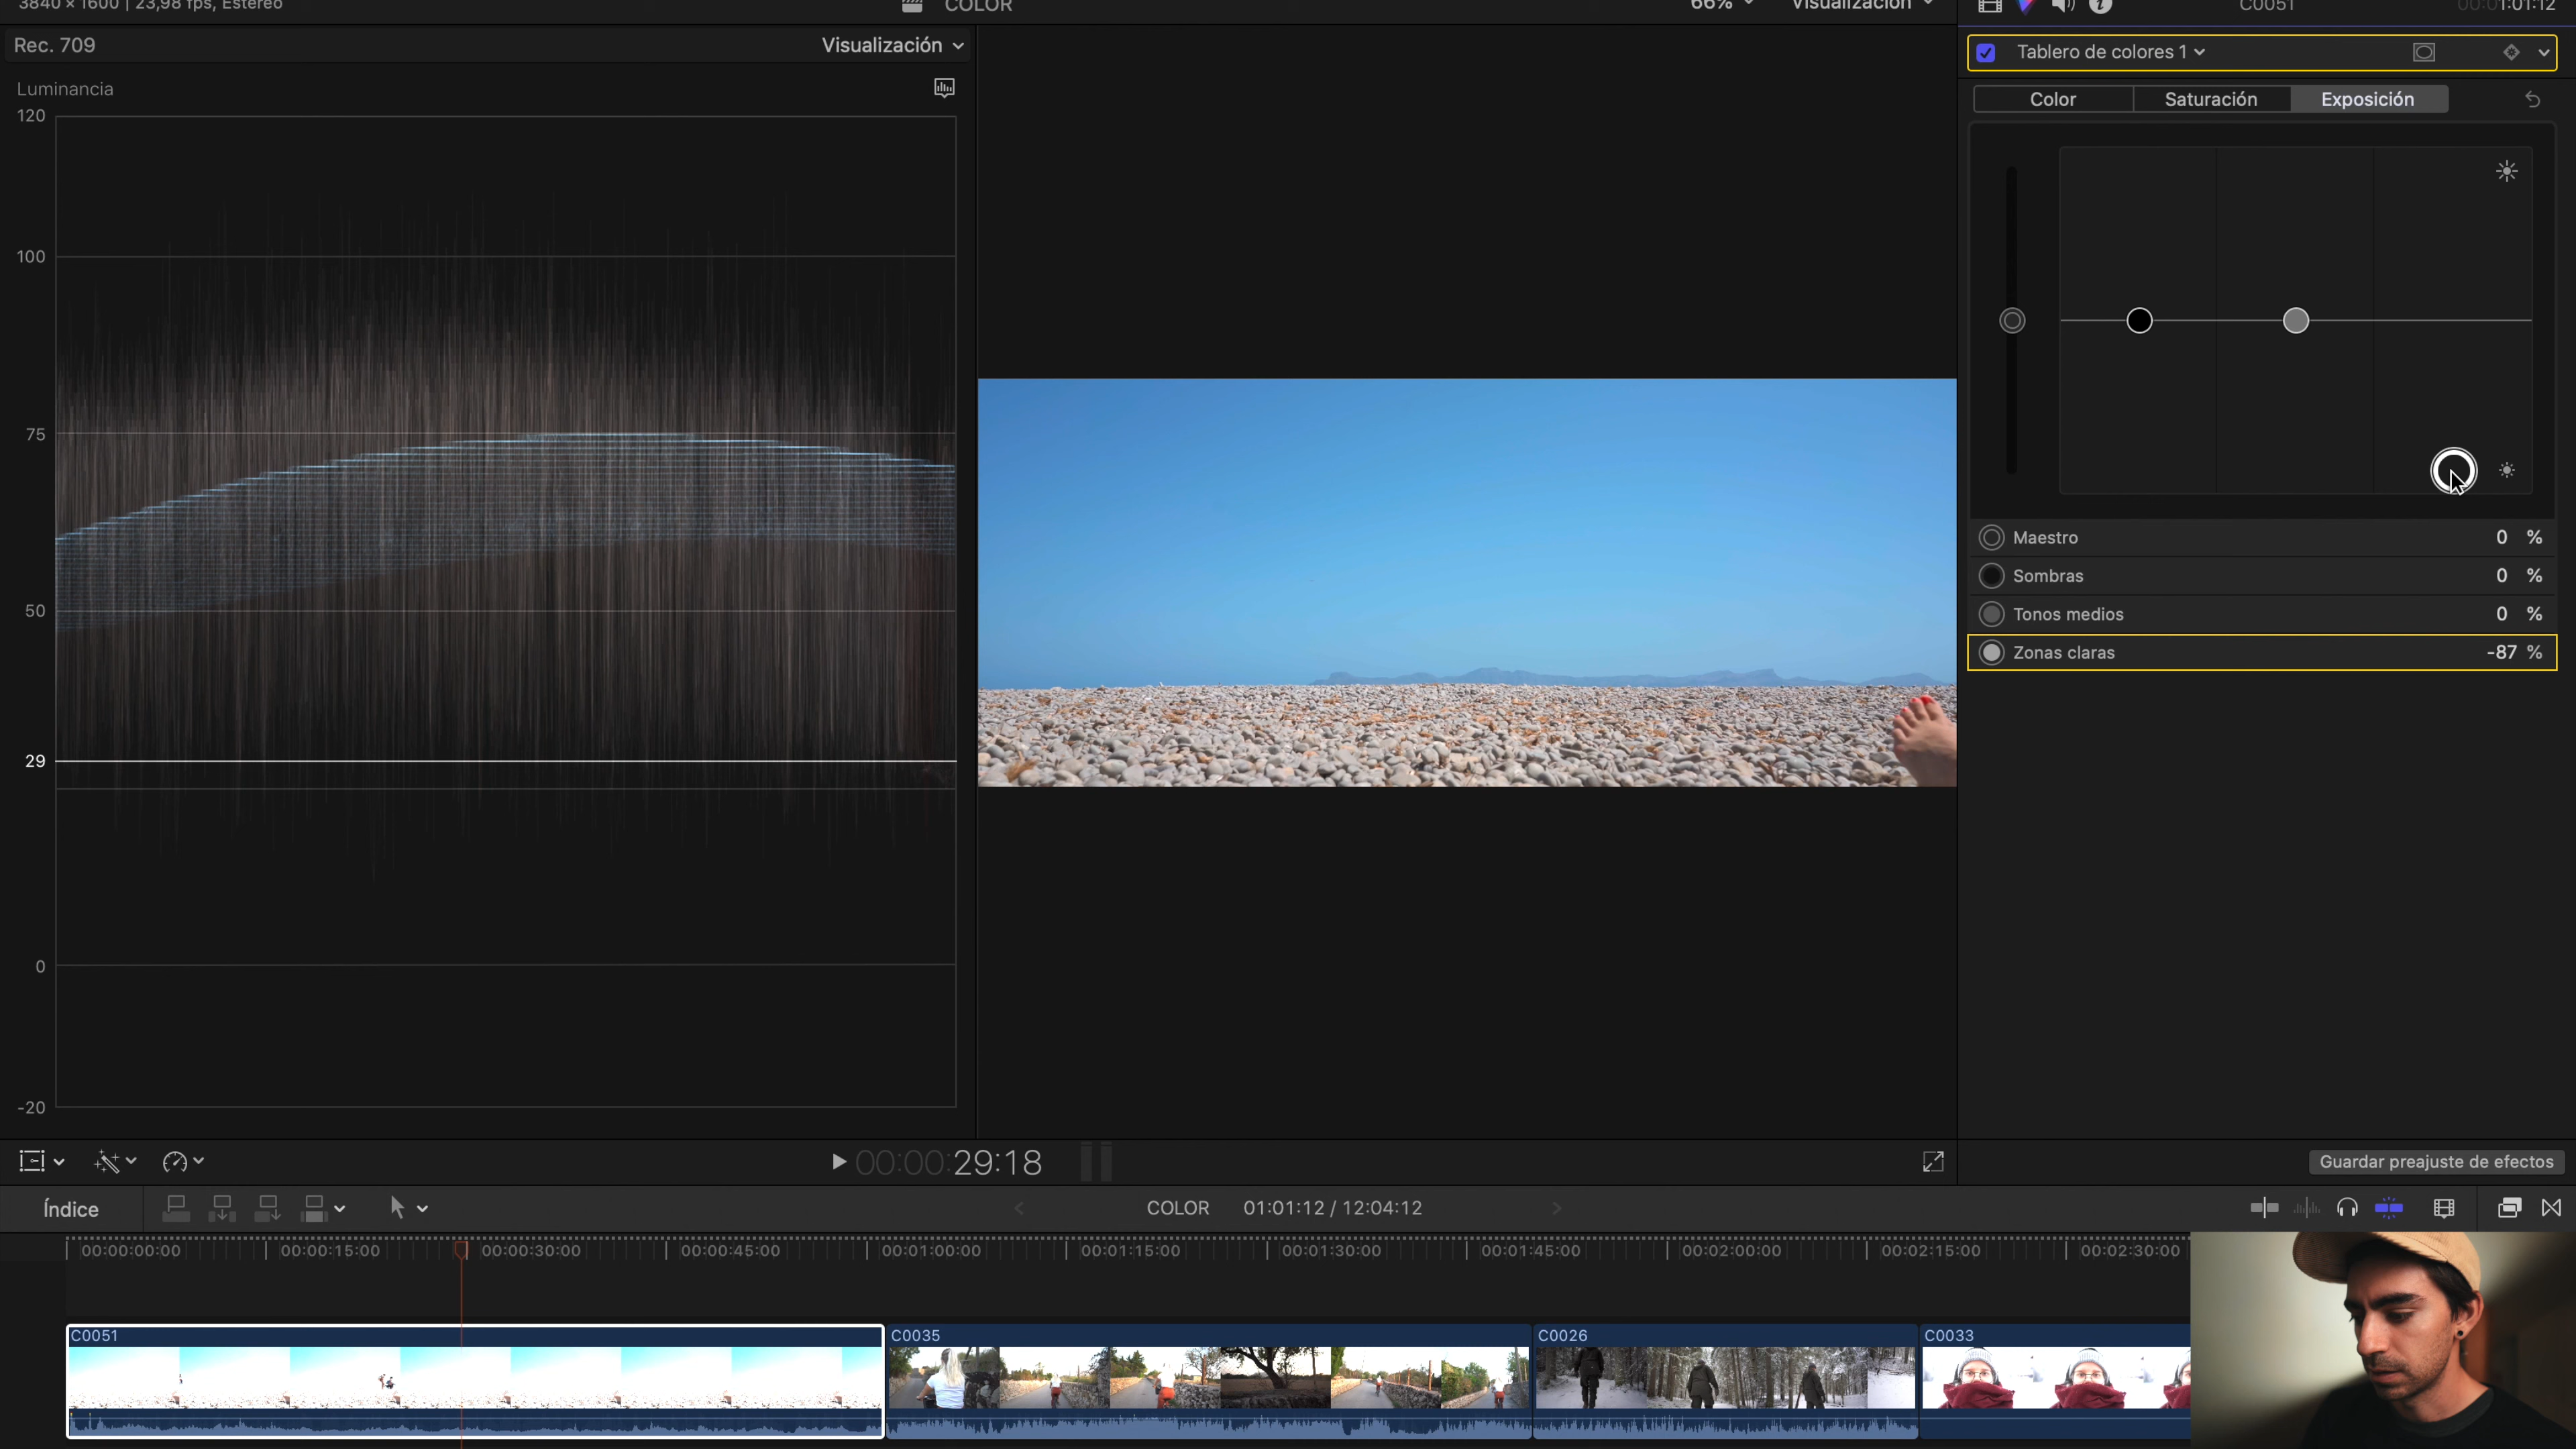 3840 × 1600 | 23,98 fps, Estéreo
COLOR
66%
Visualización
C0051
00:01:01:12
Rec. 709
Visualización
Tablero de colores 1
Luminancia
Color
Saturación
Exposición
120
100
75
50
29
0
-20
Maestro
0 %
Sombras
0 %
Tonos medios
0 %
Zonas claras
-87 %
00:00:29:18
Guardar preajuste de efectos
Índice
COLOR
01:01:12 / 12:04:12
00:00:00:00
00:00:15:00
00:00:30:00
00:00:45:00
00:01:00:00
00:01:15:00
00:01:30:00
00:01:45:00
00:02:00:00
00:02:15:00
00:02:30:00
C0051
C0035
C0026
C0033